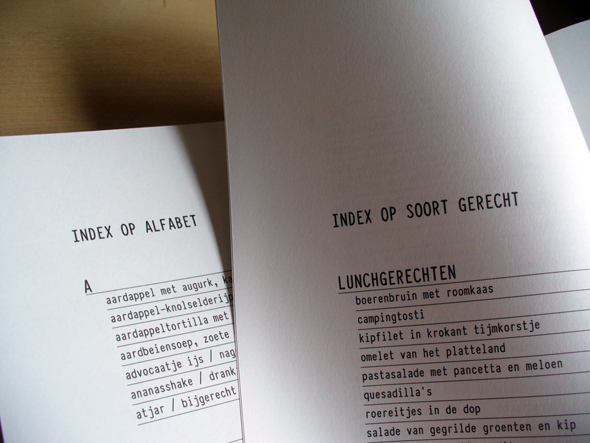 INDEX OP ALFABET
A
aardappel met augurk,
aardappel-knolselderij
aardappeltortilla met
aardbeiensoep, zoete
advocaatje ijs / nag
ananasshake / drank
atjar / bijgerecht
INDEX OP SOORT GERECHT
LUNCHGERECHTEN
boerenbruin met roomkaas
campingtosti
kipfilet in krokant tijmkorstje
omelet van het platteland
pastasalade met pancetta en meloen
quesadilla's
roereitjes in de dop
salade van gegrilde groenten en kip